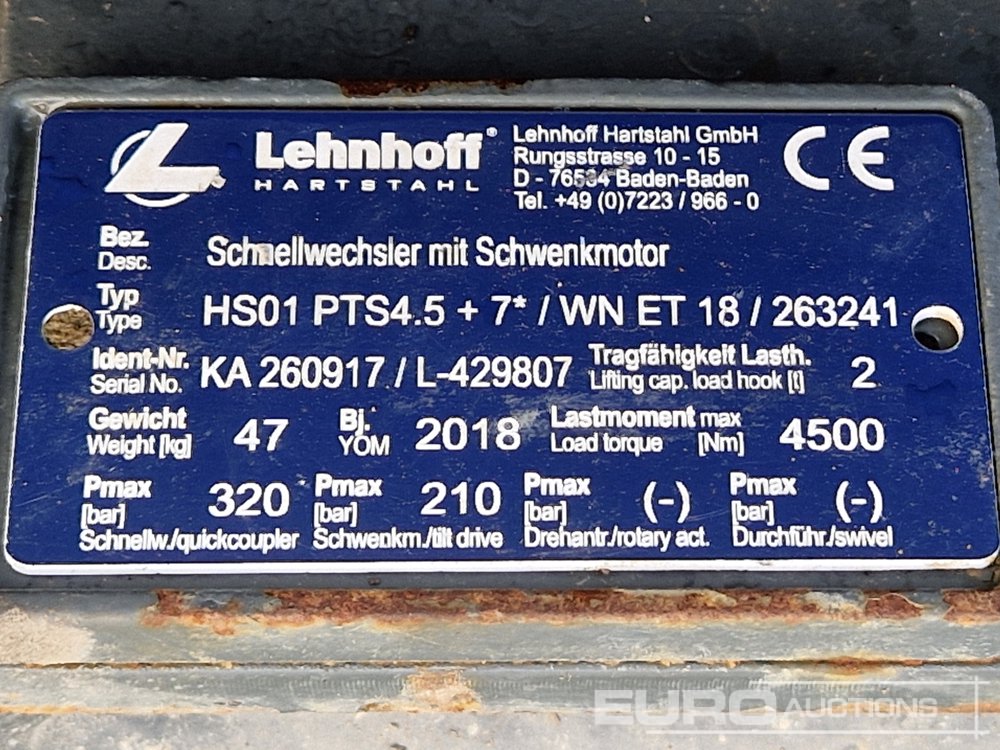 Lehnhoff®
HARTSTAHL
Lehnhoff Hartstahl GmbH
Rungsstrasse 10 - 15
D - 76534 Baden-Baden
Tel. +49 (0)7223 / 966 - 0
CE
Bez. Schnellwechsler mit Schwenkmotor
Desc.
Typ HS01 PTS4.5 + 7* / WN ET 18 / 263241
Type
Ident-Nr. KA 260917 / L-429807 Tragfähigkeit Lasth. 2
Serial No. Lifting cap. load hook [t]
Gewicht 47 Bj. 2018 Lastmoment max 4500
Weight [kg] YOM Load torque [Nm]
Pmax 320 Pmax 210 Pmax (-) Pmax (-)
[bar] [bar] [bar] [bar]
Schnellw./quickcoupler Schwenkm./tilt drive Drehantr./rotary act. Durchführ./swivel
EURO AUCTIONS